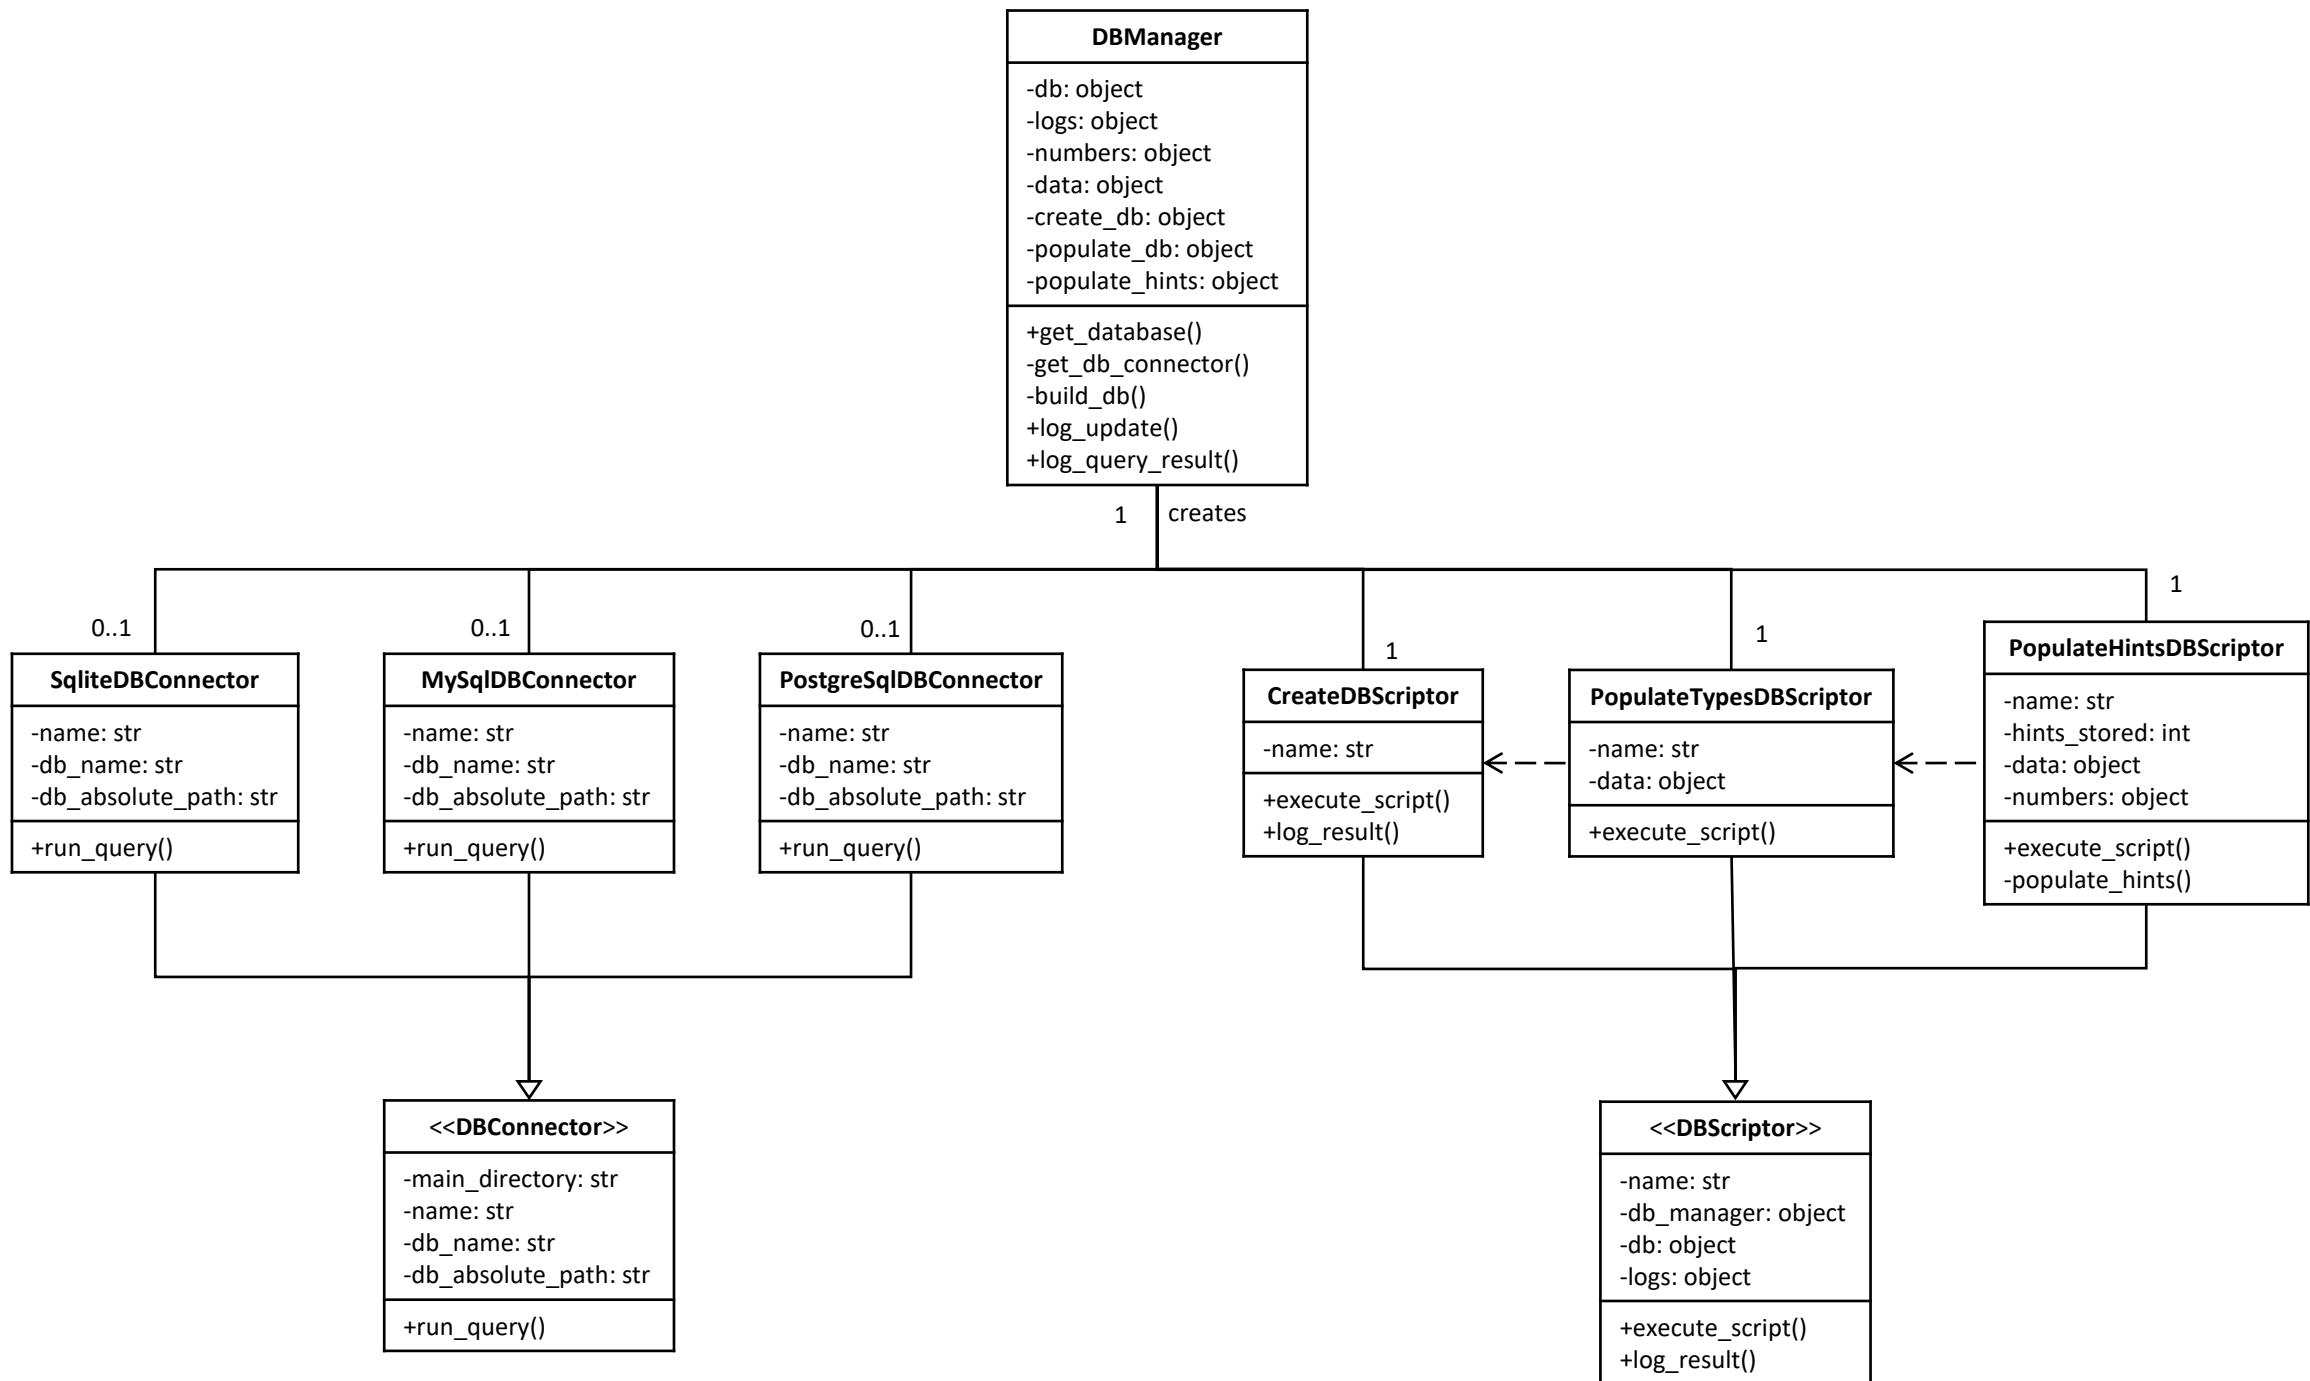 DBManager
-db: object
-logs: object
-numbers: object
-data: object
-create_db: object
-populate_db: object
-populate_hints: object
+get_database()
-get_db_connector()
-build_db()
+log_update()
+log_query_result()
1 creates
0..1
SqliteDBConnector
-name: str
-db_name: str
-db_absolute_path: str
+run_query()
0..1
MySqlDBConnector
-name: str
-db_name: str
-db_absolute_path: str
+run_query()
0..1
PostgreSqlDBConnector
-name: str
-db_name: str
-db_absolute_path: str
+run_query()
1
CreateDBScriptor
-name: str
+execute_script()
+log_result()
1
PopulateTypesDBScriptor
-name: str
-data: object
+execute_script()
1
PopulateHintsDBScriptor
-name: str
-hints_stored: int
-data: object
-numbers: object
+execute_script()
-populate_hints()
<<DBConnector>>
-main_directory: str
-name: str
-db_name: str
-db_absolute_path: str
+run_query()
<<DBScriptor>>
-name: str
-db_manager: object
-db: object
-logs: object
+execute_script()
+log_result()